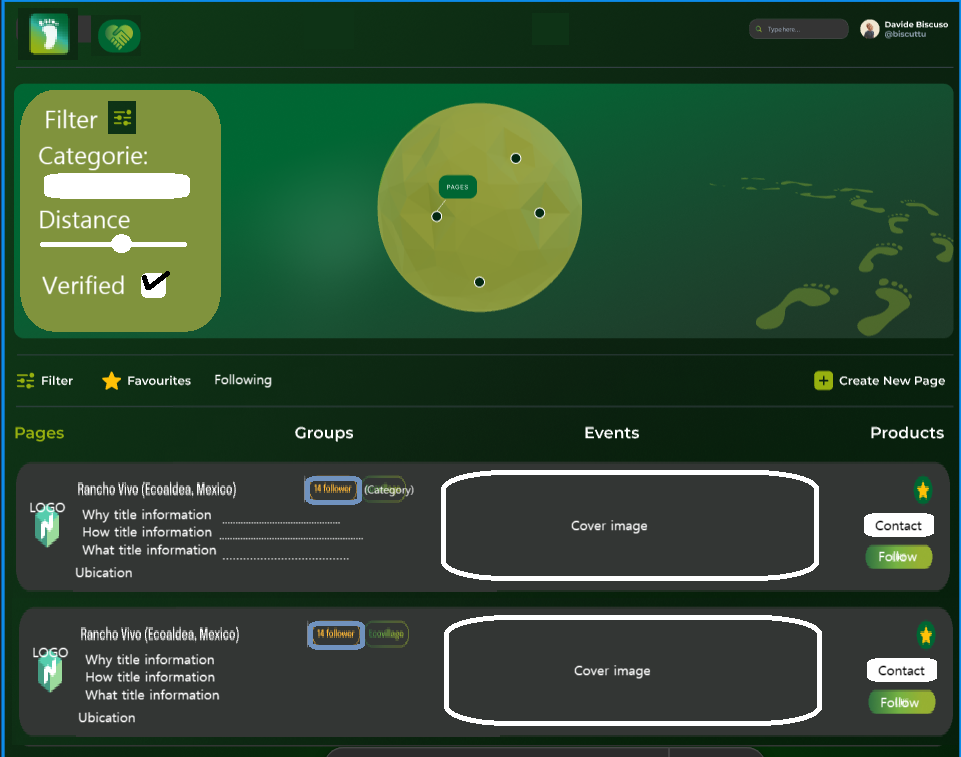 Type here...
Davide Biscuso
@biscuttu
Filter
Categorie:
Distance
Verified
PAGES
Filter
Favourites
Following
Create New Page
Pages
Groups
Events
Products
Rancho Vivo (Ecoaldea, Mexico)
14 follower
(Category)
LOGO
Why title information
How title information
What title information
Ubication
Cover image
Contact
Follow
Rancho Vivo (Ecoaldea, Mexico)
14 follower
Ecovillage
LOGO
Why title information
How title information
What title information
Ubication
Cover image
Contact
Follow